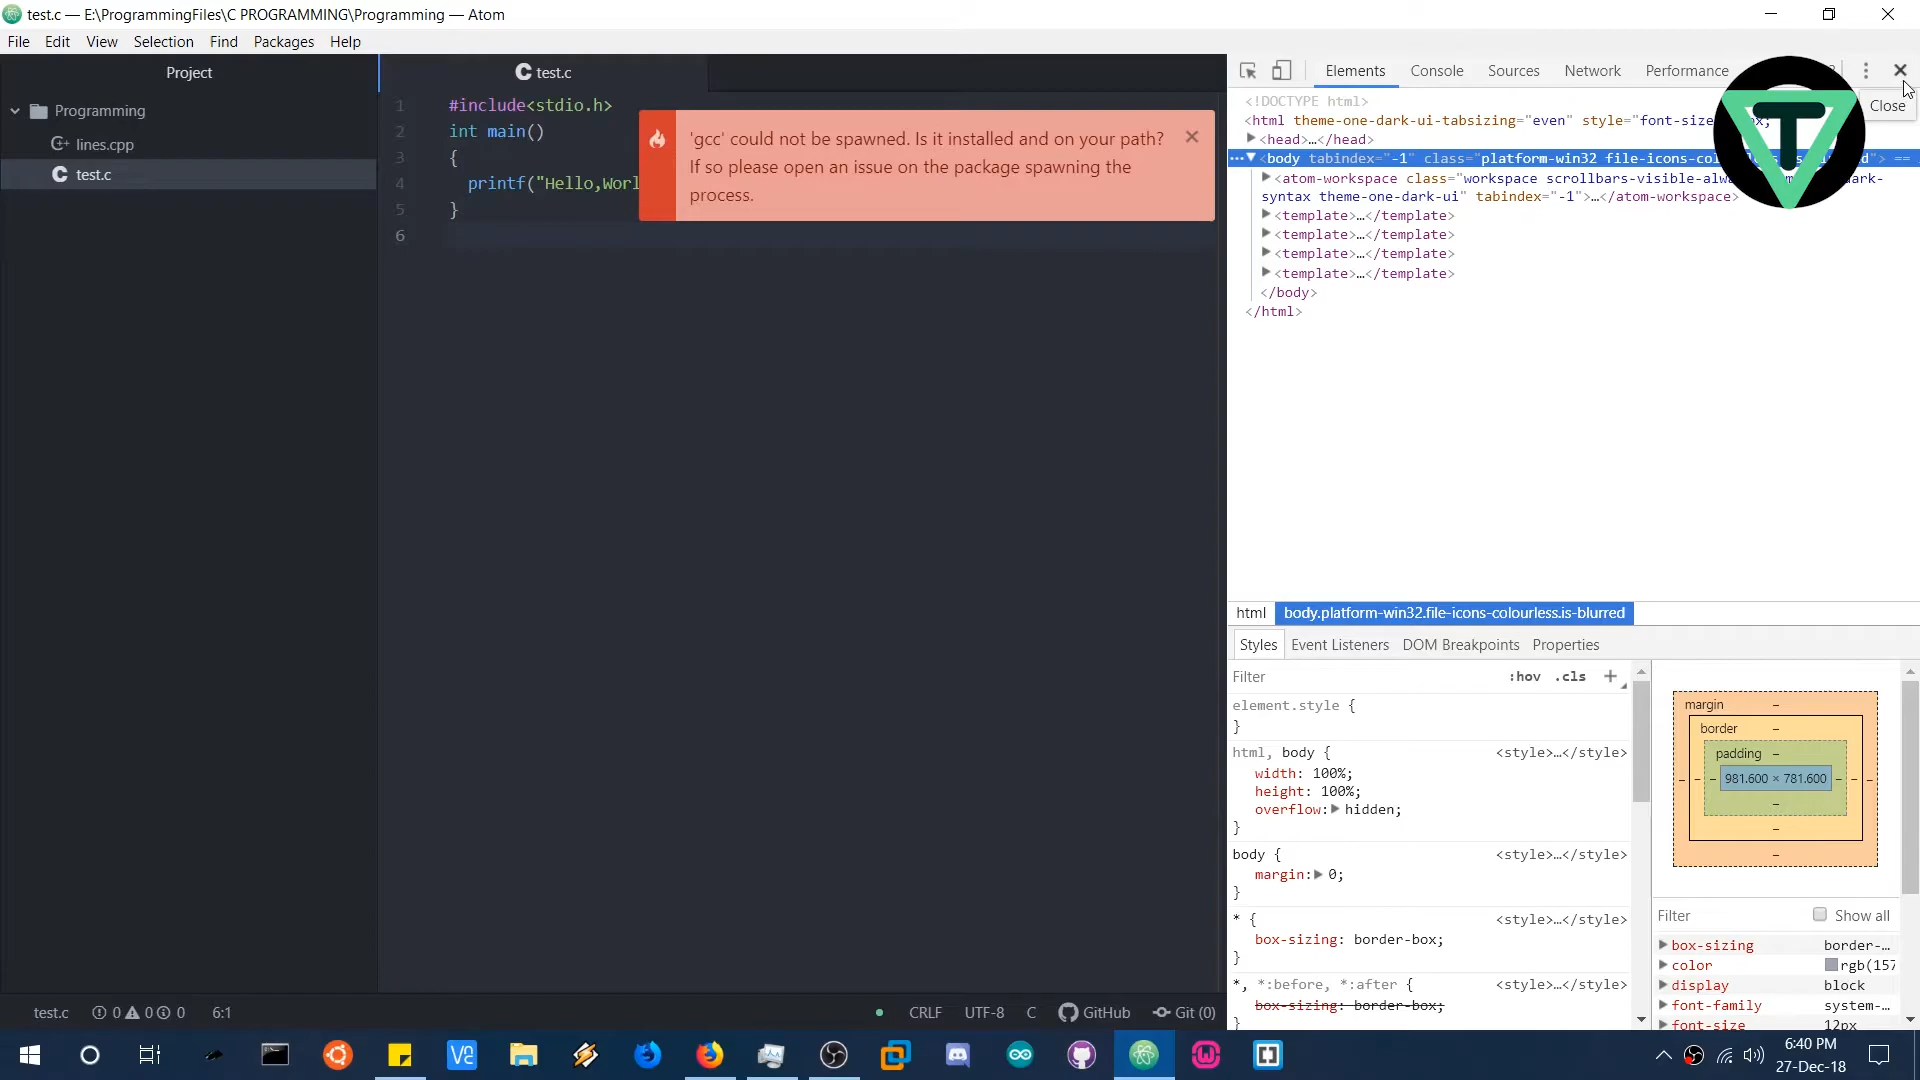 test.c — E:\ProgrammingFiles\C PROGRAMMING\Programming — Atom
File Edit View Selection Find Packages Help
Project
Programming
lines.cpp
test.c
test.c
1 #include<stdio.h>
2 int main()
3 {
4 printf("Hello,Worl
5 }
6
'gcc' could not be spawned. Is it installed and on your path?
If so please open an issue on the package spawning the
process.
Elements Console Sources Network Performance
Close
<!DOCTYPE html>
<html theme-one-dark-ui-tabsizing="even" style="font-size
<head>…</head>
<body tabindex="-1" class="platform-win32 file-icons-colo
<atom-workspace class="workspace scrollbars-visible-alwa
syntax theme-one-dark-ui" tabindex="-1">…</atom-workspace>
<template>…</template>
<template>…</template>
<template>…</template>
<template>…</template>
</body>
</html>
html body.platform-win32.file-icons-colourless.is-blurred
Styles Event Listeners DOM Breakpoints Properties
Filter :hov .cls +
element.style {
}
html, body { <style>…</style>
width: 100%;
height: 100%;
overflow: hidden;
}
body { <style>…</style>
margin: 0;
}
* { <style>…</style>
box-sizing: border-box;
}
*, *:before, *:after { <style>…</style>
box-sizing: border-box;
}
margin –
border –
padding –
981.600 × 781.600
Filter Show all
box-sizing border-…
color rgb(157
display block
font-family system-…
font-size 12px
test.c 0 0 0 6:1
CRLF UTF-8 C GitHub Git (0)
6:40 PM
27-Dec-18